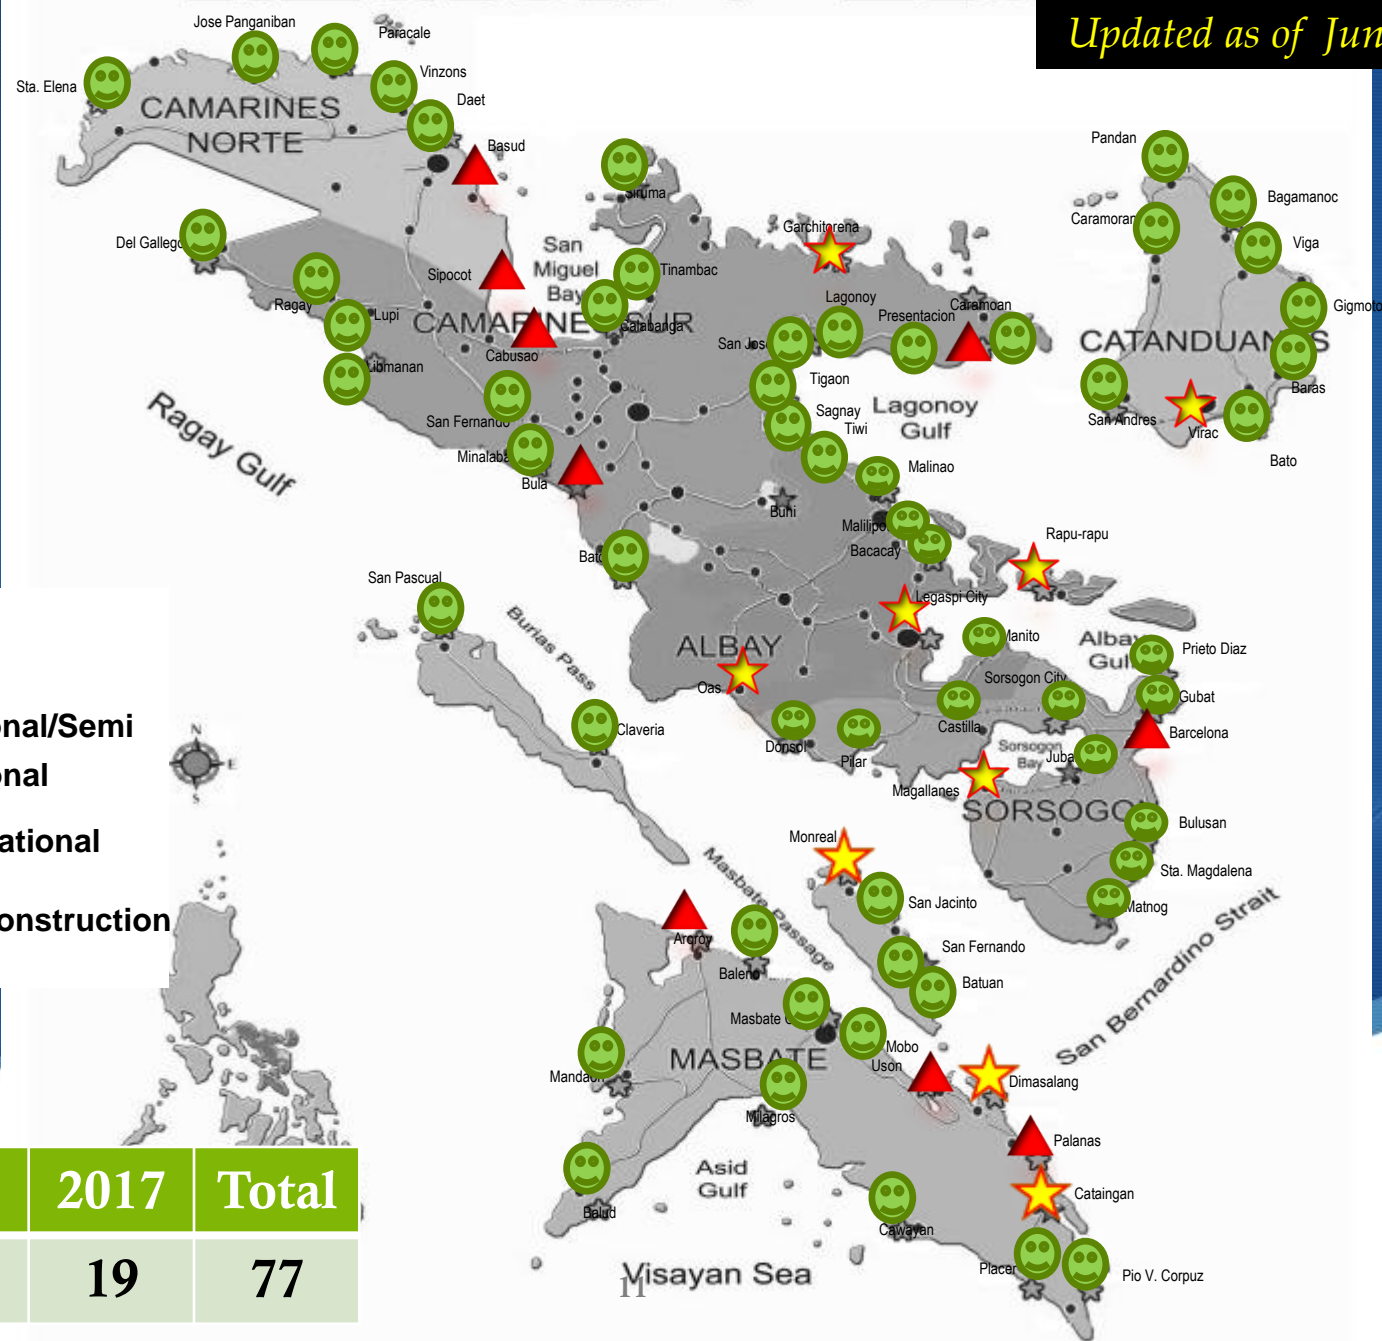 Updated as of Jun
Jose Panganiban
Paracale
Sta. Elena
Vinzons
Daet
CAMARINES
NORTE
Basud
Pandan
Siruma
Bagamanoc
Caramoran
Garchitorena
Del Gallego
San
Miguel
Bay
Viga
Sipocot
Tinambac
Ragay
Lupi
Lagonoy
Caramoan
Gigmoto
CAMARINES SUR
Calabanga
Presentacion
San Jose
CATANDUANES
Cabusao
Libmanan
Tigaon
Baras
Ragay Gulf
San Fernando
Sagnay
Lagonoy
Gulf
San Andres
Virac
Tiwi
Minalabac
Malinao
Bato
Bula
Buhi
Malilipot
Rapu-rapu
Bacacay
Bato
San Pascual
Legaspi City
Burias Pass
ALBAY
Manito
Albay
Gulf
Prieto Diaz
Oas
Sorsogon City
Gubat
onal/Semi
onal
Claveria
Donsol
Castilla
Barcelona
Pilar
Sorsogon
Bay
Juba
Magallanes
SORSOGON
ational
Monreal
Bulusan
Masbate Passage
Sta. Magdalena
San Jacinto
Matnog
onstruction
Aroroy
San Fernando
Baleno
Batuan
San Bernardino Strait
Masbate C
Mobo
MASBATE
Uson
Mandaon
Dimasalang
Milagros
Palanas
Asid
Gulf
Cataingan
Balud
Cawayan
Placer
Pio V. Corpuz
Visayan Sea
11
N
E
S
2017 Total
19 77